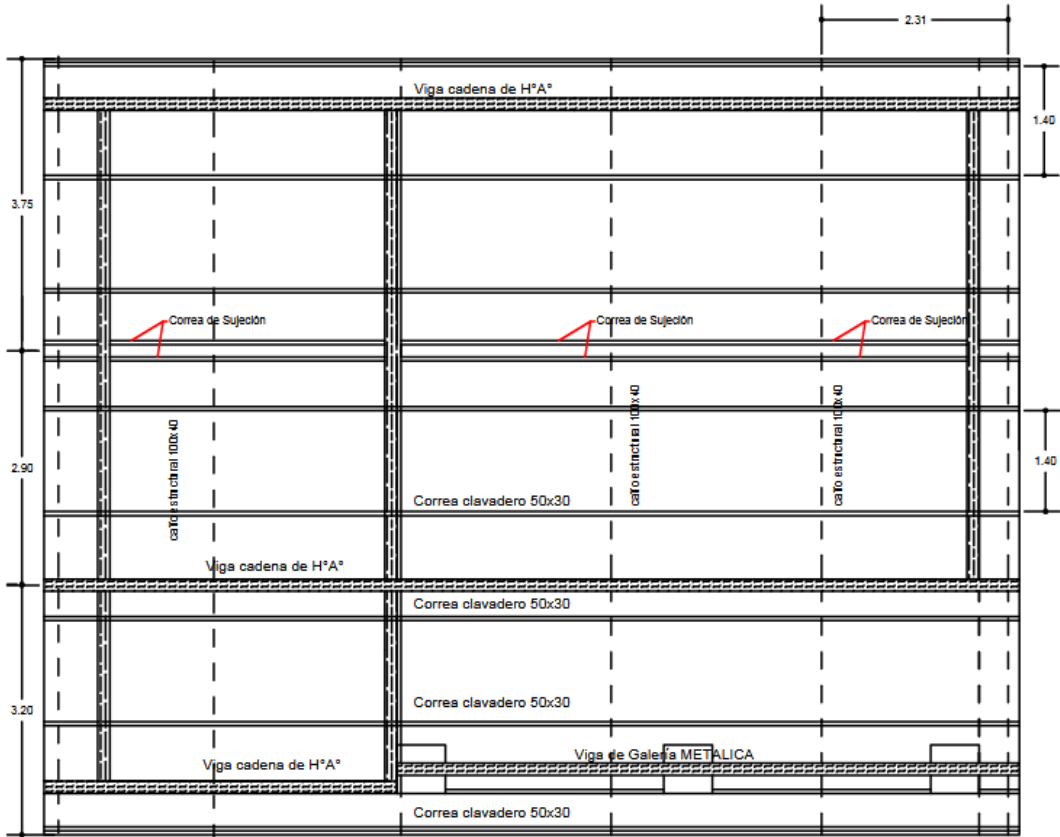 2.31
Viga cadena de H°A°
1.40
3.75
Correa de Sujeción
Correa de Sujeción
Correa de Sujeción
caño estructural 100x40
caño estructural 100x40
caño estructural 100x40
2.90
1.40
Correa clavadero 50x30
Viga cadena de H°A°
Correa clavadero 50x30
3.20
Correa clavadero 50x30
Viga de Galería METALICA
Viga cadena de H°A°
Correa clavadero 50x30